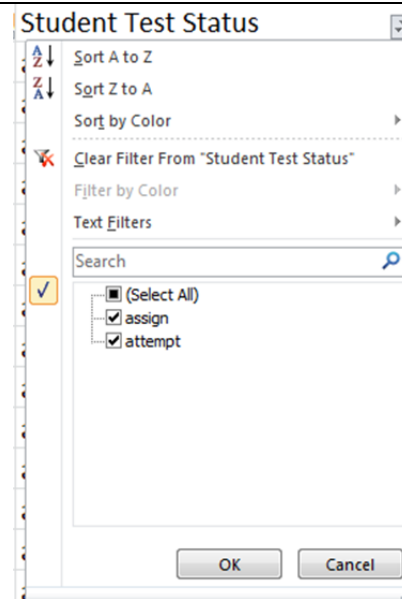 Student Test Status
Sort A to Z
Sort Z to A
Sort by Color
Clear Filter From "Student Test Status"
Filter by Color
Text Filters
Search
(Select All)
assign
attempt
OK Cancel